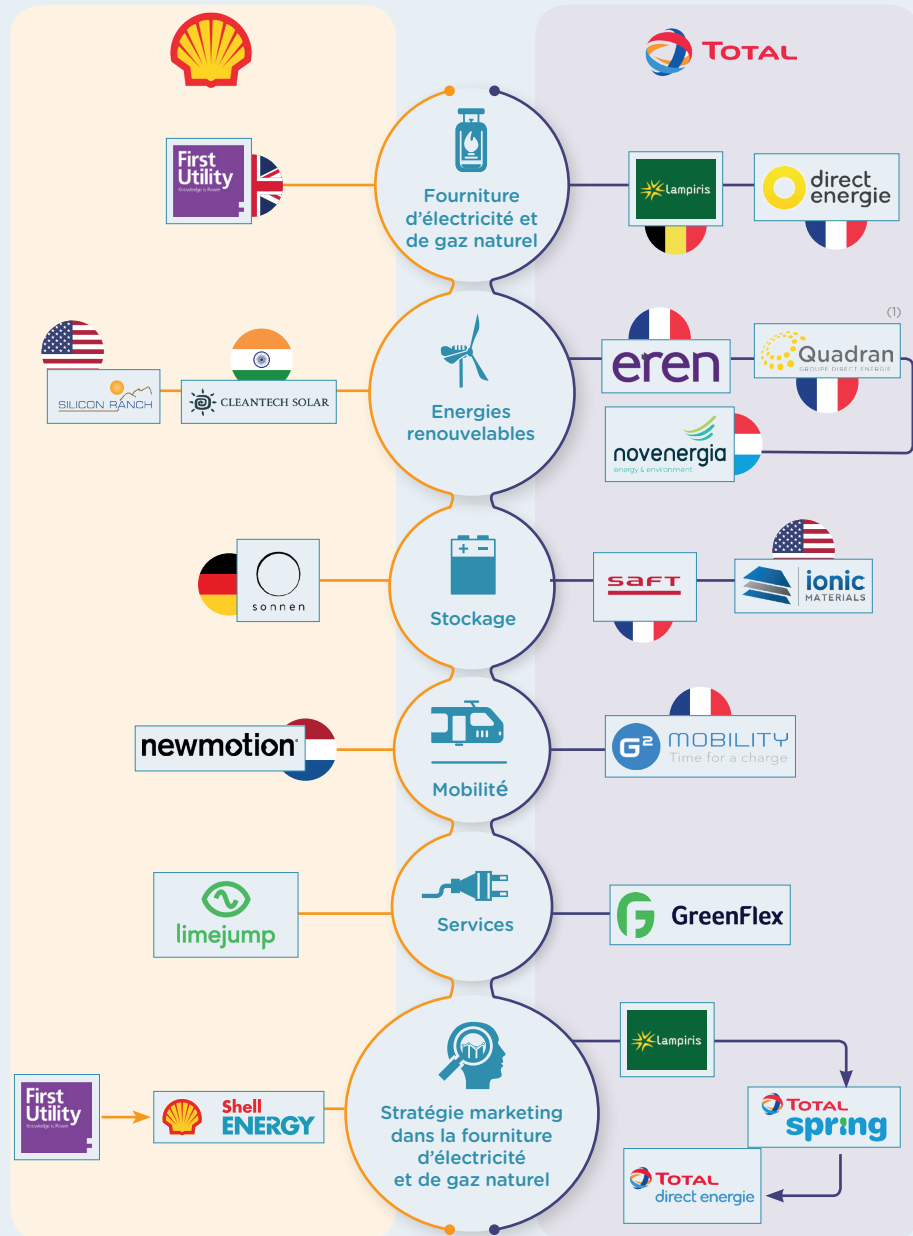 TOTAL
First
Utility
Knowledge is Power
Fourniture
d'électricité et
de gaz naturel
Lampiris
direct
energie
SILICON RANCH
CLEANTECH SOLAR
Energies
renouvelables
eren
(1)
Quadran
GROUPE DIRECT ENERGIE
novenergia
energy & environment
sonnen
Stockage
saft
ionic
MATERIALS
newmotion
Mobilité
G2 MOBILITY
Time for a charge
limejump
Services
GreenFlex
First
Utility
Knowledge is Power
Shell
ENERGY
Stratégie marketing
dans la fourniture
d'électricité
et de gaz naturel
Lampiris
TOTAL
spring
TOTAL
direct energie